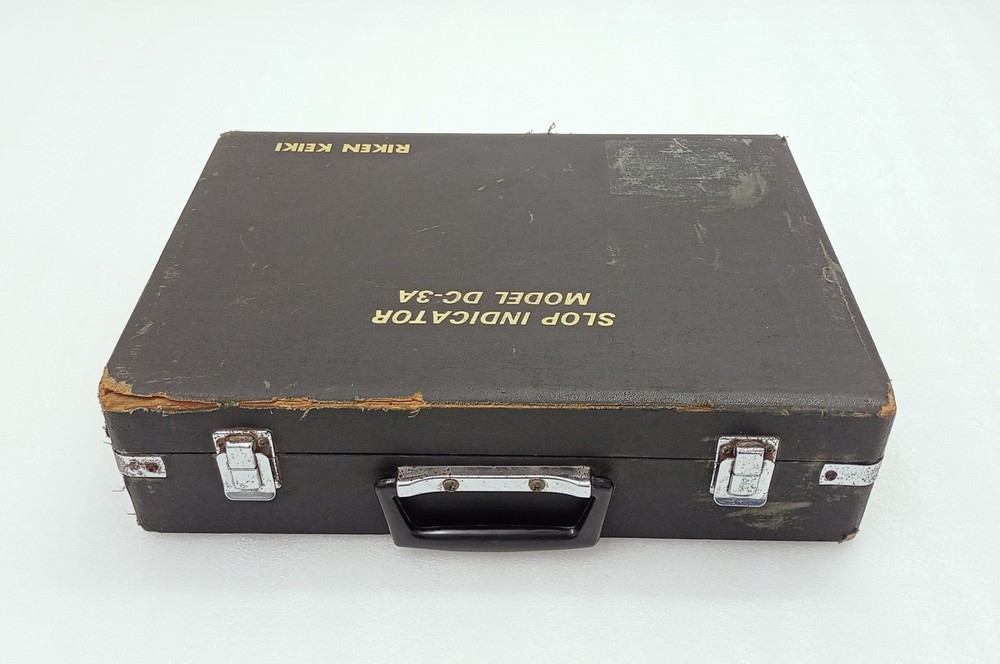 SLOP INDICATOR
MODEL DC-3A
RIKEN KEIKI